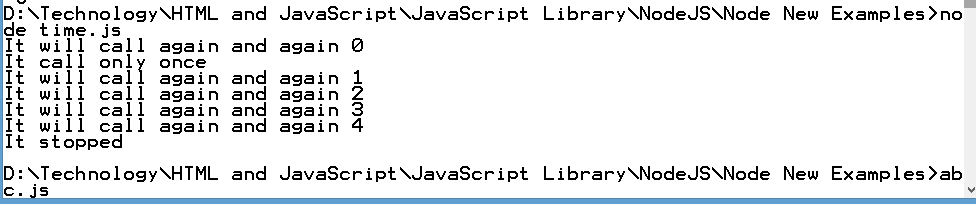 D:\Technology\HTML and JavaScript\JavaScript Library\NodeJS\Node New Examples>no
de time.js
It will call again and again 0
It call only once
It will call again and again 1
It will call again and again 2
It will call again and again 3
It will call again and again 4
It stopped
D:\Technology\HTML and JavaScript\JavaScript Library\NodeJS\Node New Examples>ab
c.js